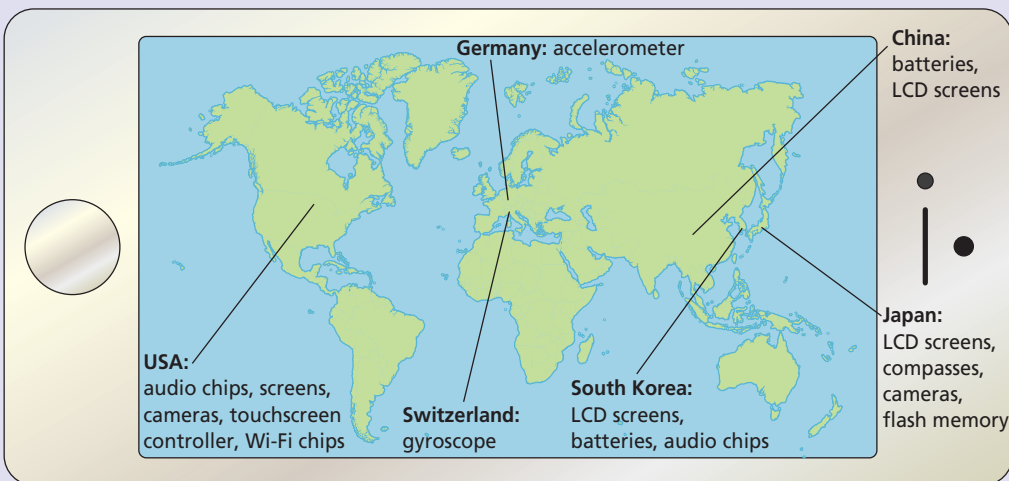 Germany: accelerometer
China:
batteries,
LCD screens
USA:
audio chips, screens,
cameras, touchscreen
controller, Wi-Fi chips
Switzerland:
gyroscope
South Korea:
LCD screens,
batteries, audio chips
Japan:
LCD screens,
compasses,
cameras,
flash memory